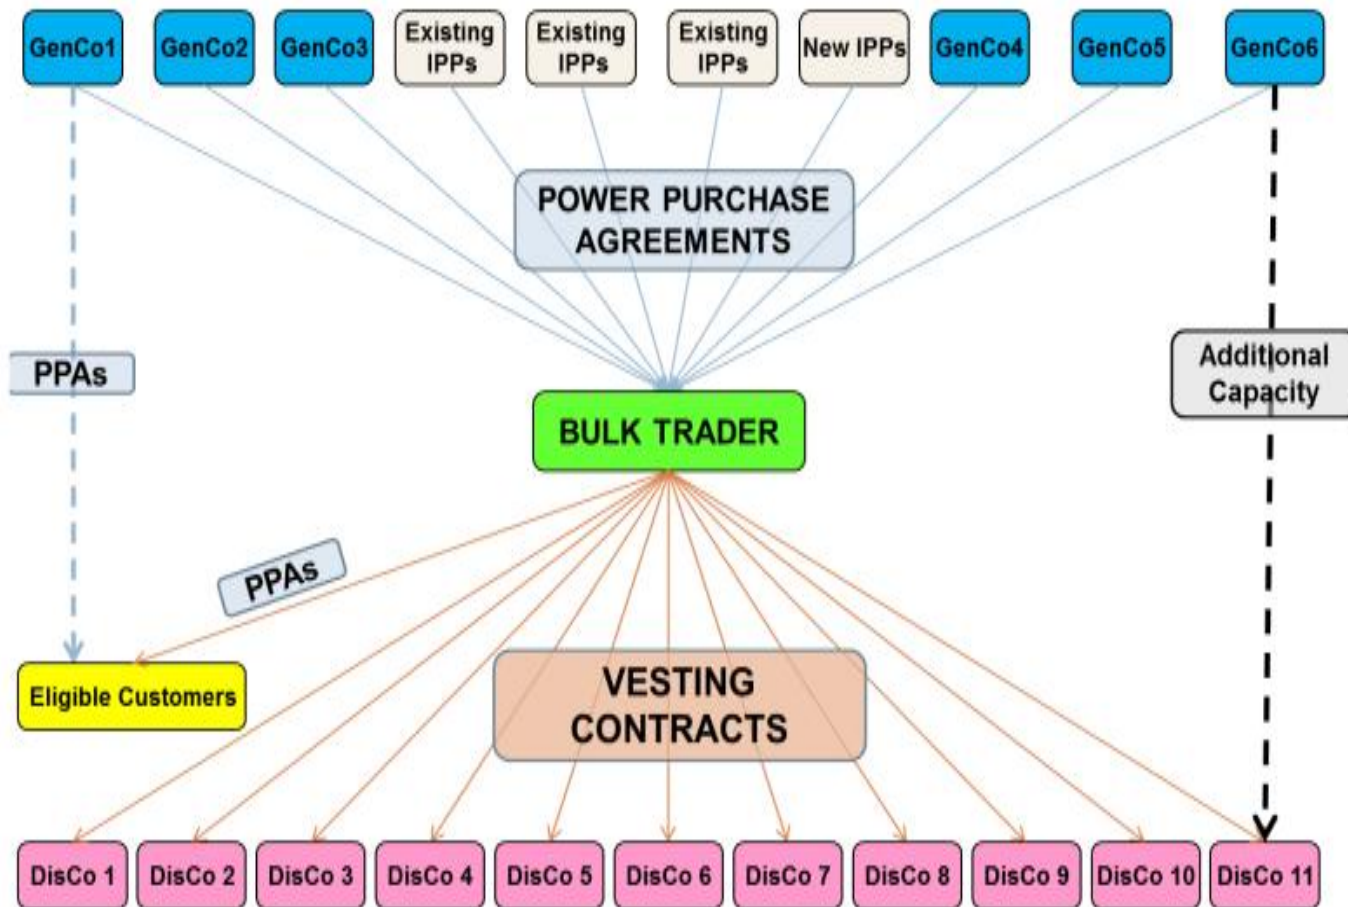 GenCo1
GenCo2
GenCo3
Existing
IPPs
Existing
IPPs
Existing
IPPs
New IPPs
GenCo4
GenCo5
GenCo6
POWER PURCHASE
AGREEMENTS
PPAs
Additional
Capacity
BULK TRADER
PPAs
Eligible Customers
VESTING
CONTRACTS
DisCo 1
DisCo 2
DisCo 3
DisCo 4
DisCo 5
DisCo 6
DisCo 7
DisCo 8
DisCo 9
DisCo 10
DisCo 11